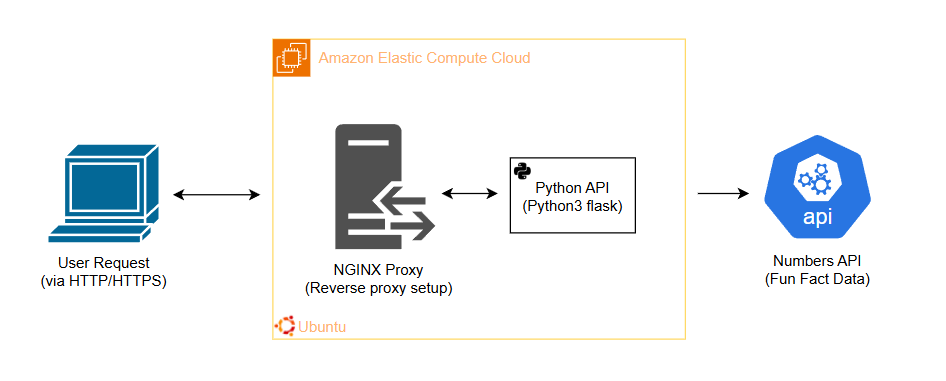 Amazon Elastic Compute Cloud
User Request
(via HTTP/HTTPS)
NGINX Proxy
(Reverse proxy setup)
Python API
(Python3 flask)
api
Numbers API
(Fun Fact Data)
Ubuntu